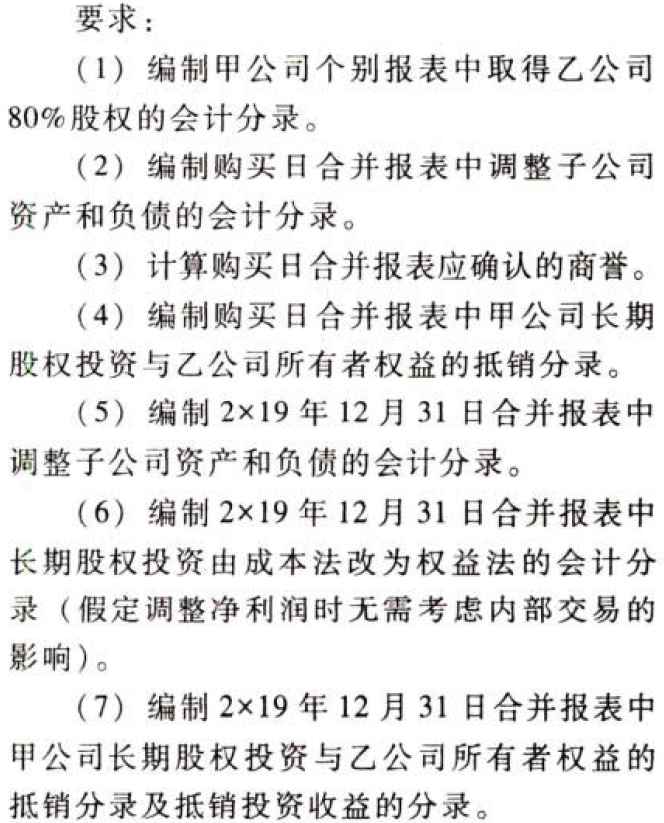 要求：
（1）编制甲公司个别报表中取得乙公司
80%股权的会计分录。
（2）编制购买日合并报表中调整子公司
资产和负债的会计分录。
（3）计算购买日合并报表应确认的商誉。
（4）编制购买日合并报表中甲公司长期
股权投资与乙公司所有者权益的抵销分录。
（5）编制 2×19 年 12 月 31 日合并报表中
调整子公司资产和负债的会计分录。
（6）编制 2×19 年 12 月 31 日合并报表中
长期股权投资由成本法改为权益法的会计分
录（假定调整净利润时无需考虑内部交易的
影响）。
（7）编制 2×19 年 12 月 31 日合并报表中
甲公司长期股权投资与乙公司所有者权益的
抵销分录及抵销投资收益的分录。